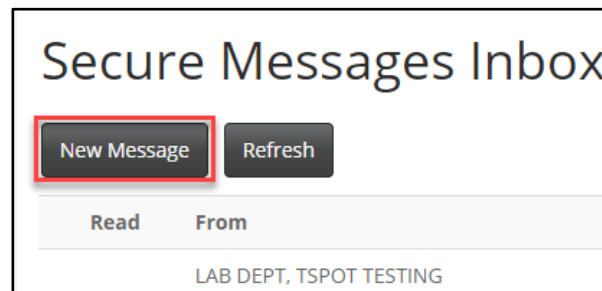 Secure Messages Inbox
New Message Refresh
Read From
LAB DEPT, TSPOT TESTING